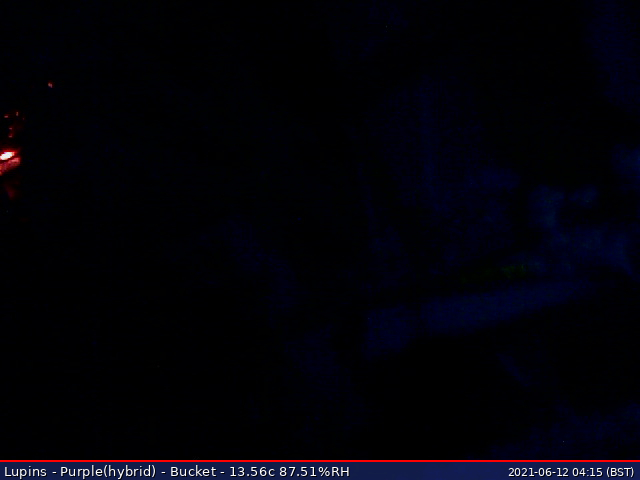 Lupins - Purple(hybrid) - Bucket - 13.56c 87.51%RH
2021-06-12 04:15 (BST)